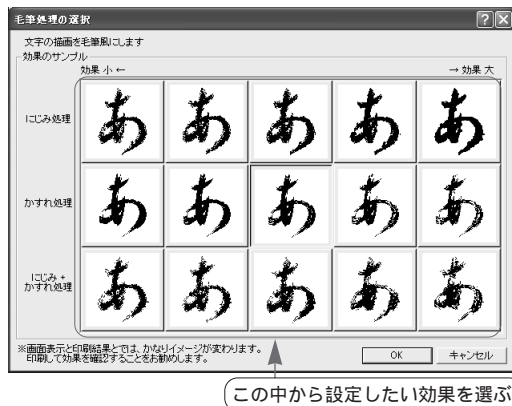 毛筆処理の選択
文字の描画を毛筆風にします
効果のサンプル
効果 小 ← → 効果 大
にじみ処理
あ あ あ あ あ
かすれ処理
あ あ あ あ あ
にじみ +
かすれ処理
あ あ あ あ あ
※画面表示と印刷結果とでは、かなりイメージが変わります。
印刷して効果を確認することをお勧めします。
OK キャンセル
この中から設定したい効果を選ぶ